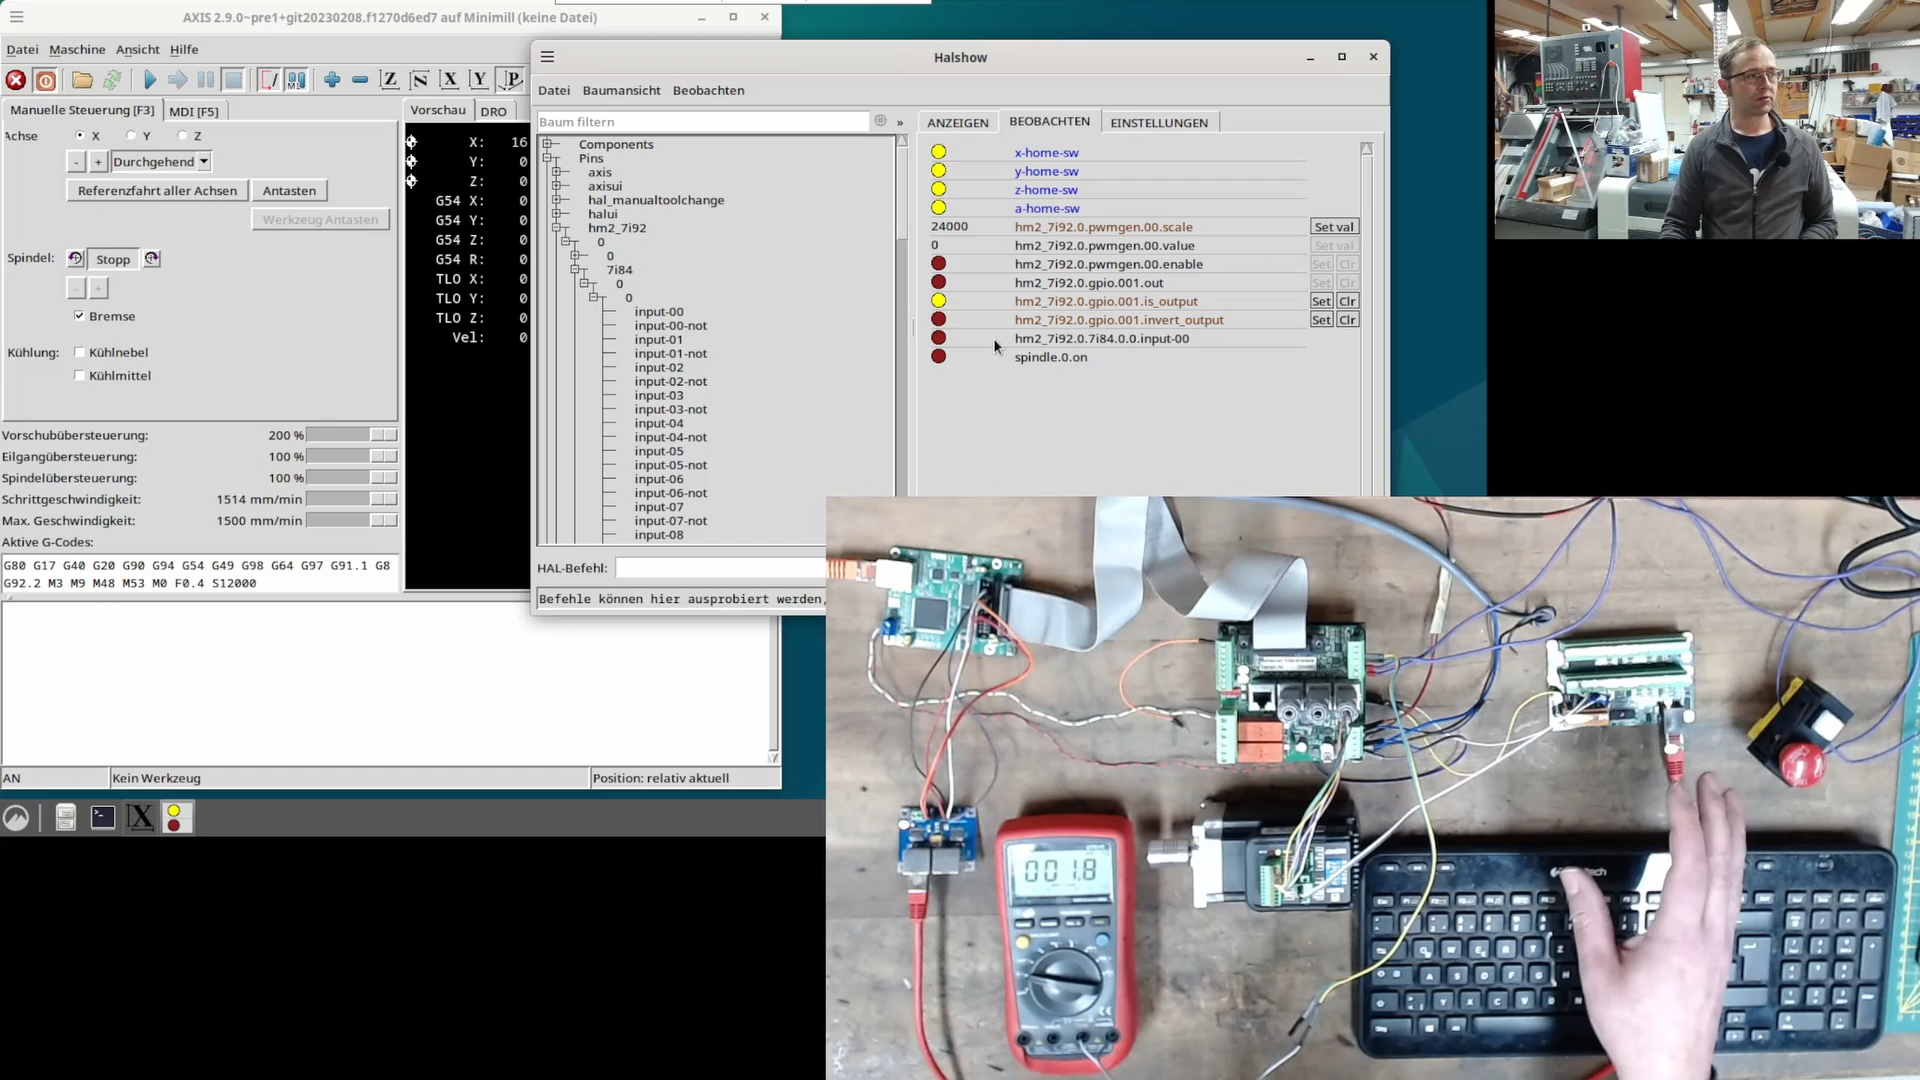 AXIS 2.9.0~pre1+git20230208.f1270d6ed7 auf Minimill (keine Datei)
Datei Maschine Ansicht Hilfe
Manuelle Steuerung [F3] MDI [F5]
Achse X Y Z
- + Durchgehend
Referenzfahrt aller Achsen Antasten
Werkzeug Antasten
Spindel: Stopp
- +
Bremse
Kühlung: Kühlnebel
Kühlmittel
Vorschubübersteuerung: 200 %
Eilgangübersteuerung: 100 %
Spindelübersteuerung: 100 %
Schrittgeschwindigkeit: 1514 mm/min
Max. Geschwindigkeit: 1500 mm/min
Aktive G-Codes:
G80 G17 G40 G20 G90 G94 G54 G49 G98 G64 G97 G91.1 G8
G92.2 M3 M9 M48 M53 M0 F0.4 S12000
AN Kein Werkzeug Position: relativ aktuell
Vorschau DRO
X: 16
Y: 0
Z: 0
G54 X: 0
G54 Y: 0
G54 Z: 0
G54 R: 0
TLO X: 0
TLO Y: 0
TLO Z: 0
Vel: 0
Halshow
Datei Baumansicht Beobachten
Baum filtern »
Components
Pins
axis
axisui
hal_manualtoolchange
halui
hm2_7i92
0
0
7i84
0
0
input-00
input-00-not
input-01
input-01-not
input-02
input-02-not
input-03
input-03-not
input-04
input-04-not
input-05
input-05-not
input-06
input-06-not
input-07
input-07-not
input-08
HAL-Befehl:
Befehle können hier ausprobiert werden,
ANZEIGEN BEOBACHTEN EINSTELLUNGEN
x-home-sw
y-home-sw
z-home-sw
a-home-sw
24000 hm2_7i92.0.pwmgen.00.scale Set val
0 hm2_7i92.0.pwmgen.00.value Set val
hm2_7i92.0.pwmgen.00.enable Set Clr
hm2_7i92.0.gpio.001.out Set Clr
hm2_7i92.0.gpio.001.is_output Set Clr
hm2_7i92.0.gpio.001.invert_output Set Clr
hm2_7i92.0.7i84.0.0.input-00
spindle.0.on
001.8